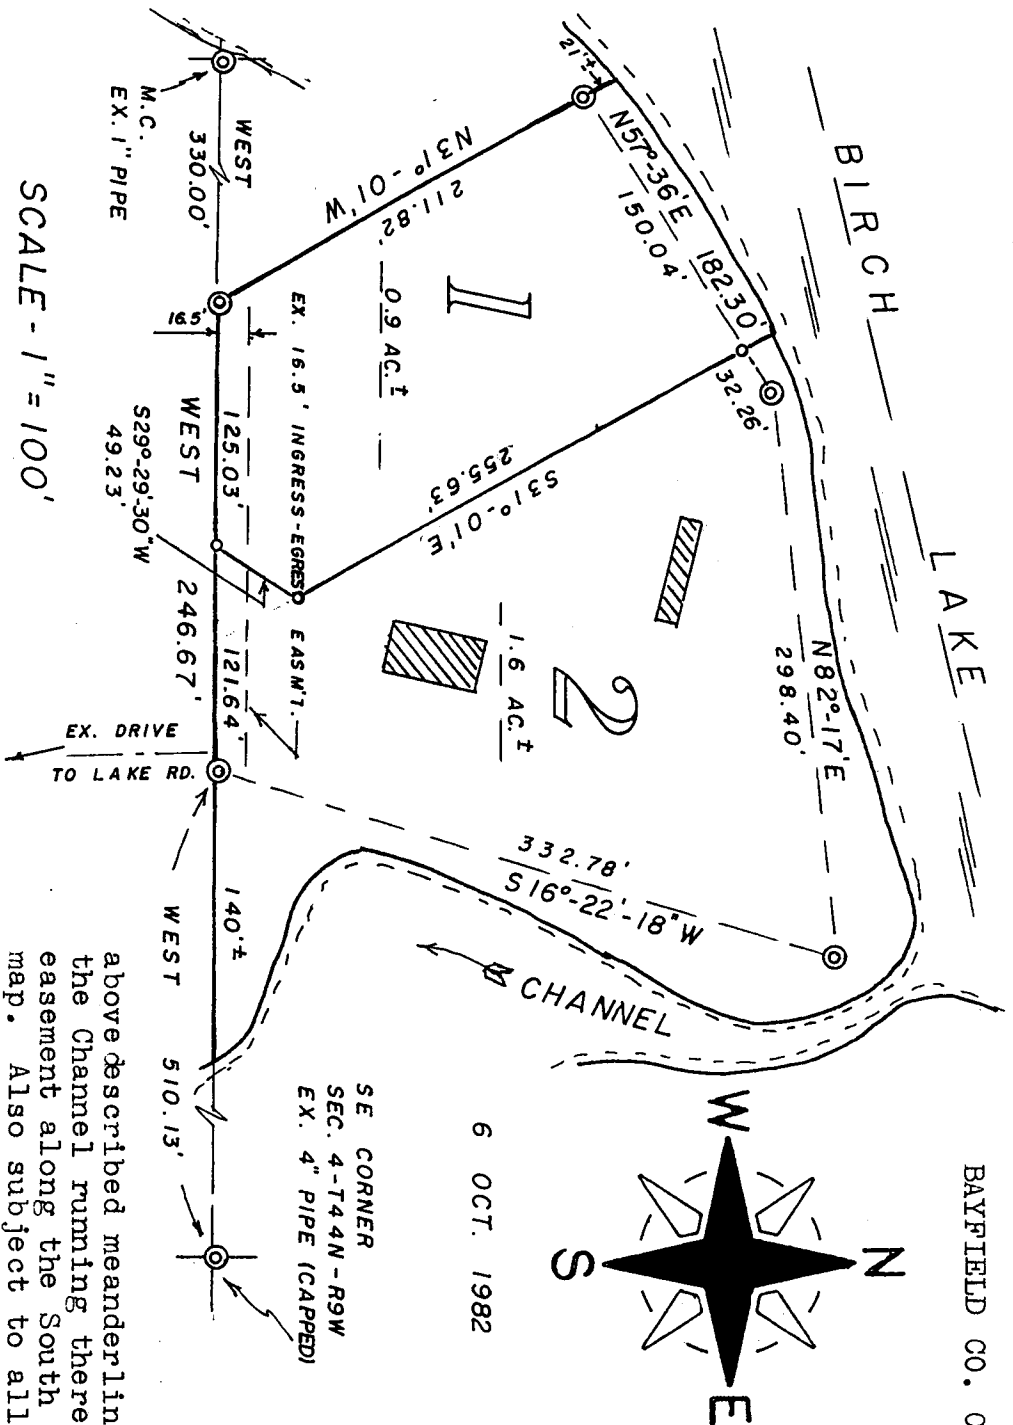 BAYFIELD CO. C
BIRCH LAKE
N
W
E
S
N82°-17'E
298.40'
N57°-36'E 182.30'
150.04'
32.26'
21'±
1
0.9 AC.±
N31°-01'W
211.82'
S31°-01'E
255.63'
2
1.6 AC.±
332.78'
S16°-22'-18"W
CHANNEL
6 OCT. 1982
EX. 16.5' INGRESS-EGRESS EASM'T.
16.5'
WEST
330.00'
M.C.
EX. 1" PIPE
125.03'
121.64'
WEST
246.67'
S29°-29'-30"W
49.23'
EX. DRIVE
TO LAKE RD.
140'±
WEST 510.13'
SE CORNER
SEC. 4-T44N-R9W
EX. 4" PIPE (CAPPED)
SCALE - 1" = 100'
above described meanderlin
the Channel running there
easement along the South
map. Also subject to all